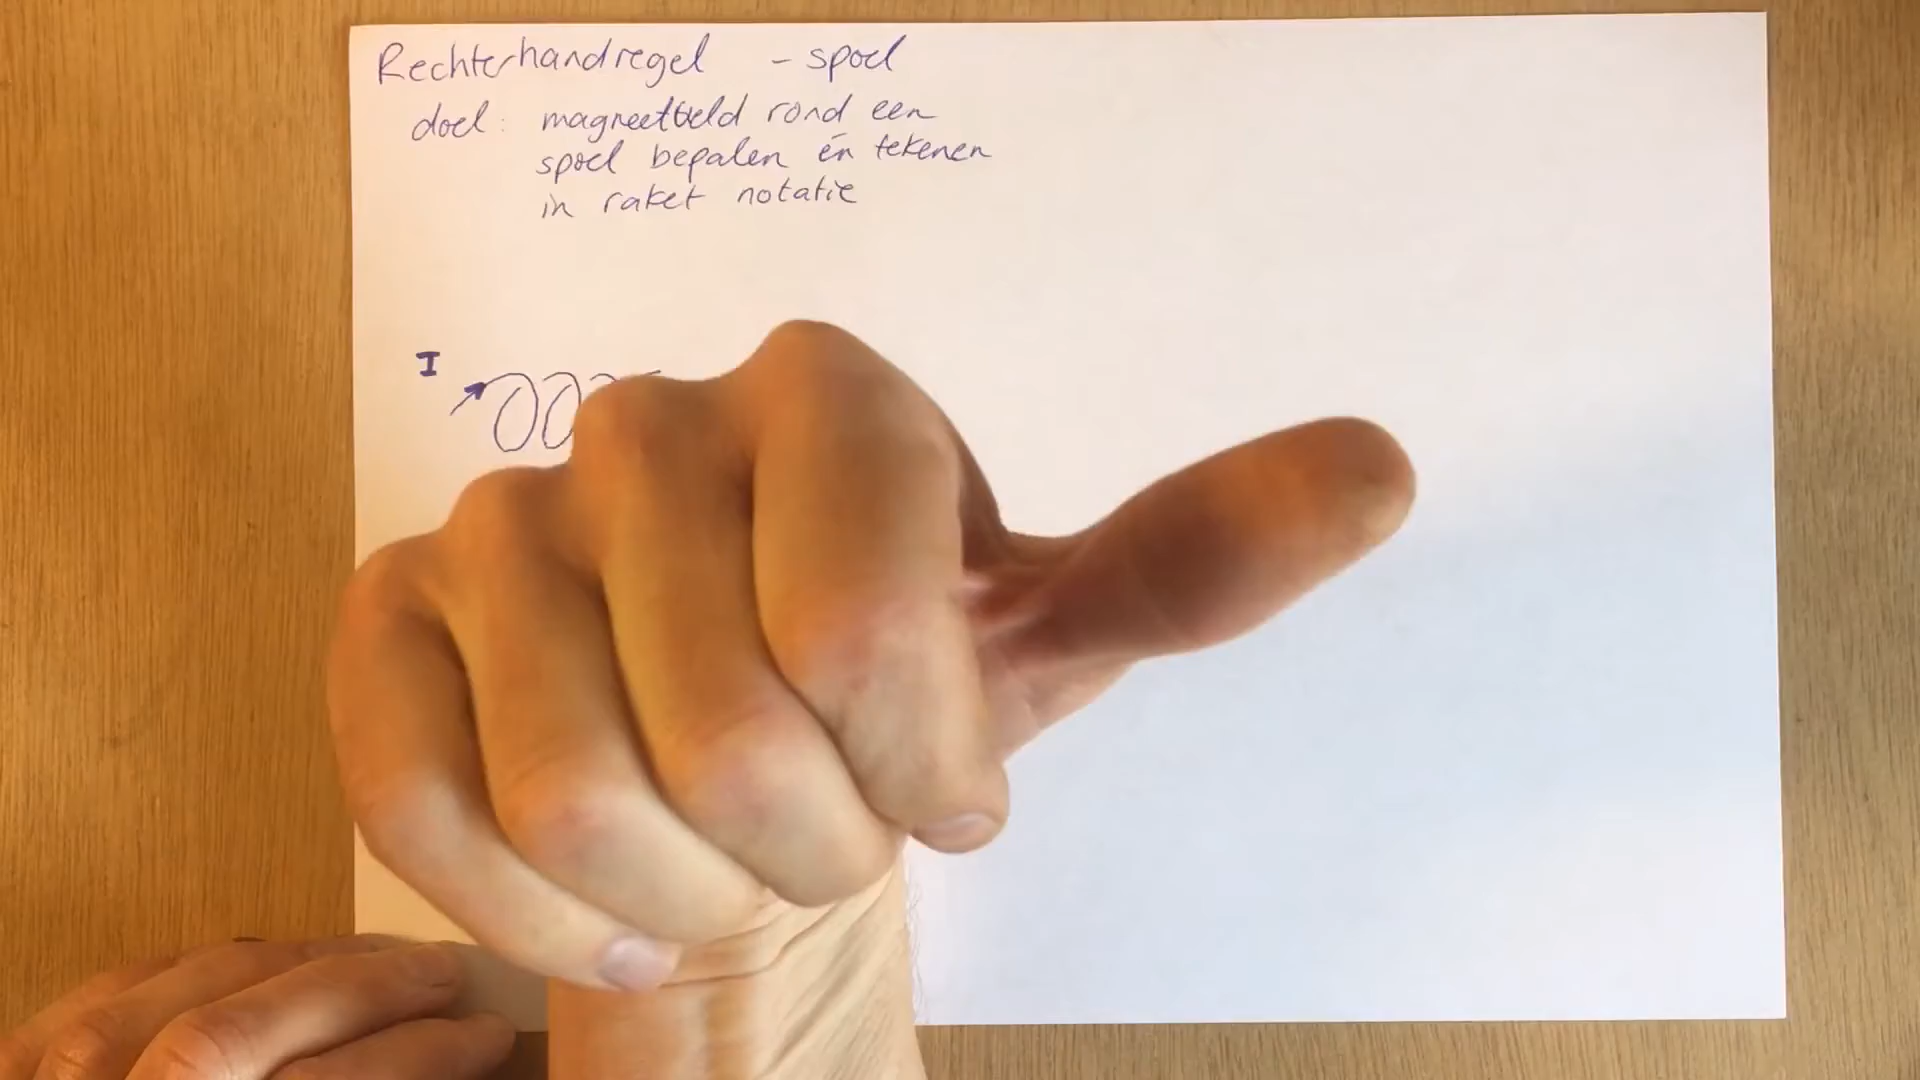 Rechterhandregel - spoel
doel: magneetveld rond een
spoel bepalen én tekenen
in raket notatie
I